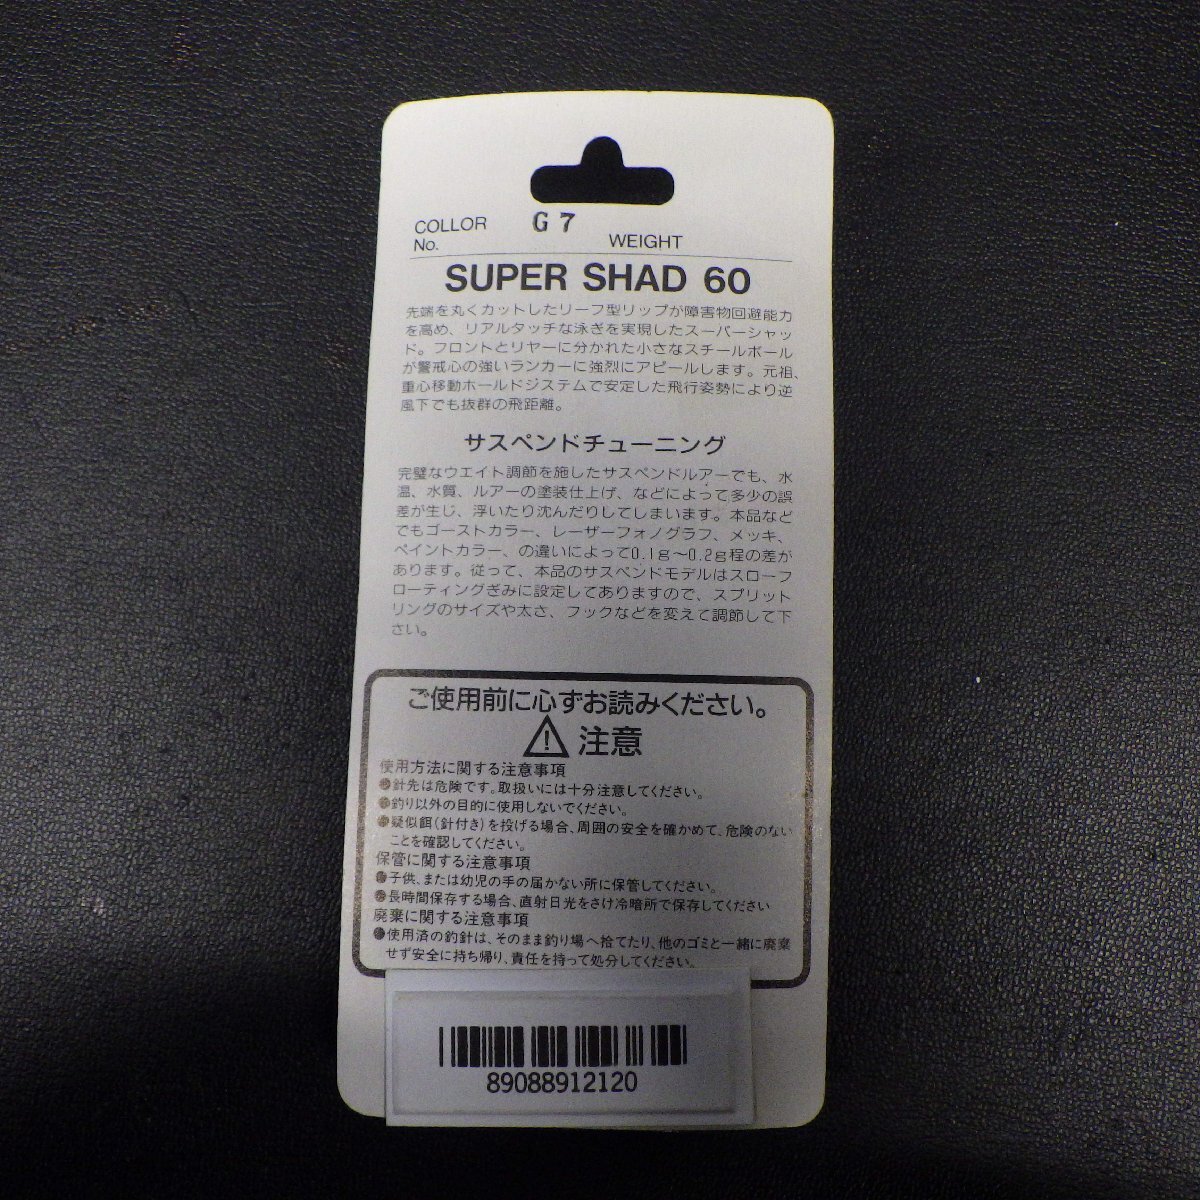 COLLOR No. G7 WEIGHT
SUPER SHAD 60
先端を丸くカットしたリーフ型リップが障害物回避能力
を高め、リアルタッチな泳ぎを実現したスーパーシャッ
ド。フロントとリヤーに分かれた小さなスチールボール
が警戒心の強いランカーに強烈にアピールします。元祖、
重心移動ホールドジステムで安定した飛行姿勢により逆
風下でも抜群の飛距離。
サスペンドチューニング
完璧なウエイト調節を施したサスペンドルアーでも、水
温、水質、ルアーの塗装仕上げ、などによって多少の誤
差が生じ、浮いたり沈んだりしてしまいます。本品など
でもゴーストカラー、レーザーフォノグラフ、メッキ、
ペイントカラー、の違いによって0.1g〜0.2g程の差が
あります。従って、本品のサスペンドモデルはスローフ
ローティングぎみに設定してありますので、スプリット
リングのサイズや太さ、フックなどを変えて調節して下
さい。
ご使用前に心ずお読みください。
注意
使用方法に関する注意事項
●針先は危険です。取扱いには十分注意してください。
●釣り以外の目的に使用しないでください。
●疑似餌(針付き)を投げる場合、周囲の安全を確かめて、危険のない
ことを確認してください。
保管に関する注意事項
●子供、または幼児の手の届かない所に保管してください。
●長時間保存する場合、直射日光をさけ冷暗所で保存してください
廃棄に関する注意事項
●使用済の釣針は、そのまま釣り場へ捨てたり、他のゴミと一緒に廃棄
せず安全に持ち帰り、責任を持って処分してください。
89088912120